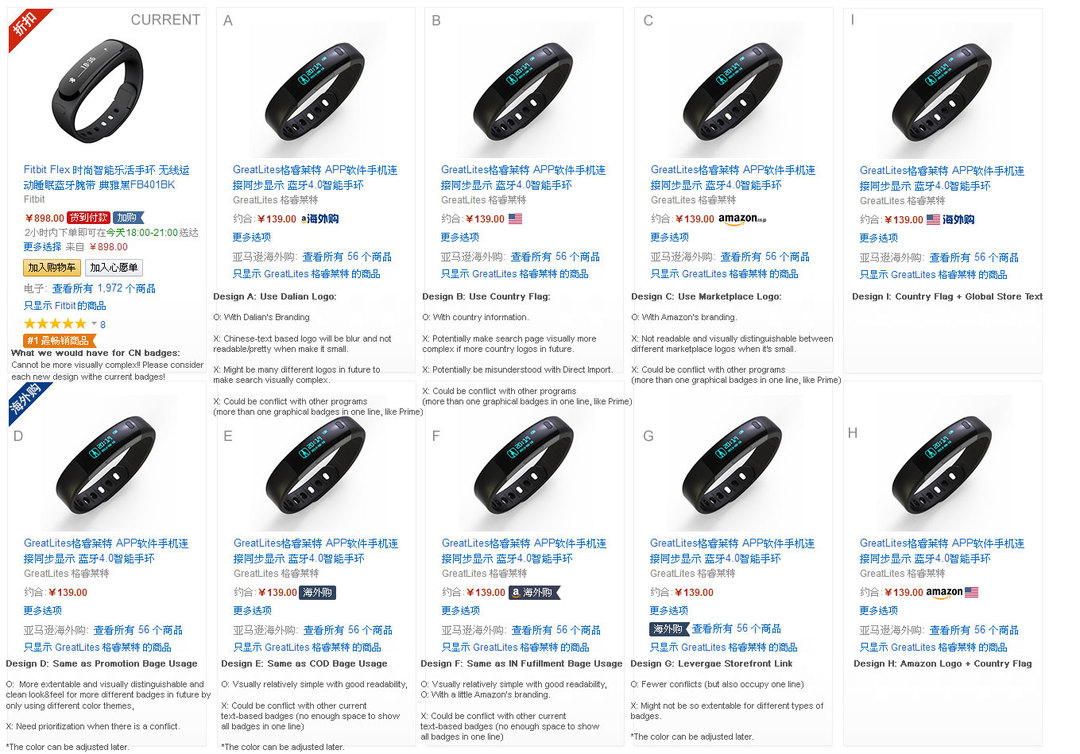 折扣
CURRENT
Fitbit Flex 时尚智能乐活手环 无线运
动睡眠蓝牙腕带 典雅黑FB401BK
Fitbit
￥898.00 货到付款 加购
2小时内下单即可在今天18:00-21:00送达
更多选择 来自 ￥898.00
加入购物车 加入心愿单
电子: 查看所有 1,972 个商品
只显示 Fitbit的商品
8
#1 最畅销商品
What we would have for CN badges:
Cannot be more visually complex!! Please consider
each new design withe current badges!
A
GreatLites格睿莱特 APP软件手机连
接同步显示 蓝牙4.0智能手环
GreatLites 格睿莱特
约合:￥139.00 a海外购
更多选项
亚马逊海外购: 查看所有 56 个商品
只显示 GreatLites 格睿莱特 的商品
Design A: Use Dalian Logo:
O: With Dalian's Branding
X: Chinese-text based logo will be blur and not
readable/pretty when make it small.
X: Might be many different logos in future to
make search visually complex.
X: Could be conflict with other programs
(more than one graphical badges in one line, like Prime)
B
GreatLites格睿莱特 APP软件手机连
接同步显示 蓝牙4.0智能手环
GreatLites 格睿莱特
约合:￥139.00
更多选项
亚马逊海外购: 查看所有 56 个商品
只显示 GreatLites 格睿莱特 的商品
Design B: Use Country Flag:
O: With country information.
X: Potentially make search page visually more
complex if more country logos in future.
X: Potentially be misunderstood with Direct Import.
X: Could be conflict with other programs
(more than one graphical badges in one line, like Prime)
C
GreatLites格睿莱特 APP软件手机连
接同步显示 蓝牙4.0智能手环
GreatLites 格睿莱特
约合:￥139.00 amazon
更多选项
亚马逊海外购: 查看所有 56 个商品
只显示 GreatLites 格睿莱特 的商品
Design C: Use Marketplace Logo:
O: With Amazon's branding.
X: Not readable and visually distinguishable between
different marketplace logos when it's small.
X: Could be conflict with other programs
(more than one graphical badges in one line, like Prime)
I
GreatLites格睿莱特 APP软件手机连
接同步显示 蓝牙4.0智能手环
GreatLites 格睿莱特
约合:￥139.00 海外购
更多选项
亚马逊海外购: 查看所有 56 个商品
只显示 GreatLites 格睿莱特 的商品
Design I: Country Flag + Global Store Text
海外购
D
GreatLites格睿莱特 APP软件手机连
接同步显示 蓝牙4.0智能手环
GreatLites 格睿莱特
约合:￥139.00
更多选项
亚马逊海外购: 查看所有 56 个商品
只显示 GreatLites 格睿莱特 的商品
Design D: Same as Promotion Bage Usage
O: More extentable and visually distinguishable and
clean look&feel for more different badges in future by
only using different color themes,
X: Need prioritization when there is a conflict.
*The color can be adjusted later.
E
GreatLites格睿莱特 APP软件手机连
接同步显示 蓝牙4.0智能手环
GreatLites 格睿莱特
约合:￥139.00 海外购
更多选项
亚马逊海外购: 查看所有 56 个商品
只显示 GreatLites 格睿莱特 的商品
Design E: Same as COD Bage Usage
O: Vsually relatively simple with good readability,
X: Could be conflict with other current
text-based badges (no enough space to show
all badges in one line)
*The color can be adjusted later.
F
GreatLites格睿莱特 APP软件手机连
接同步显示 蓝牙4.0智能手环
GreatLites 格睿莱特
约合:￥139.00 a 海外购
更多选项
亚马逊海外购: 查看所有 56 个商品
只显示 GreatLites 格睿莱特 的商品
Design F: Same as IN Fufillment Bage Usage
O: Vsually relatively simple with good readability,
O: With a little Amazon's branding.
X: Could be conflict with other current
text-based badges (no enough space to show
all badges in one line)
*The color can be adjusted later.
G
GreatLites格睿莱特 APP软件手机连
接同步显示 蓝牙4.0智能手环
GreatLites 格睿莱特
约合:￥139.00
更多选项
海外购 查看所有 56 个商品
只显示 GreatLites 格睿莱特 的商品
Design G: Levergae Storefront Link
O: Fewer conflicts (but also occupy one line)
X: Might not be so extentable for different types of
badges.
*The color can be adjusted later.
H
GreatLites格睿莱特 APP软件手机连
接同步显示 蓝牙4.0智能手环
GreatLites 格睿莱特
约合:￥139.00 amazon
更多选项
亚马逊海外购: 查看所有 56 个商品
只显示 GreatLites 格睿莱特 的商品
Design H: Amazon Logo + Country Flag